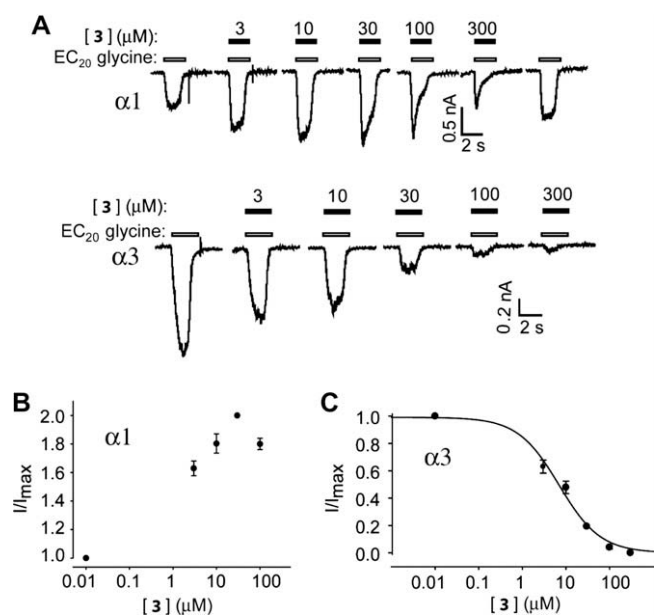 A
[3] (μM): 3 10 30 100 300
EC20 glycine:
α1
0.5 nA
2 s
[3] (μM): 3 10 30 100 300
EC20 glycine:
α3
0.2 nA
2 s
B
α1
I/Imax
2.0
1.8
1.6
1.4
1.2
1.0
0.01 0.1 1 10 100
[3] (μM)
C
α3
I/Imax
1.0
0.8
0.6
0.4
0.2
0.0
0.01 0.1 1 10 100
[3] (μM)